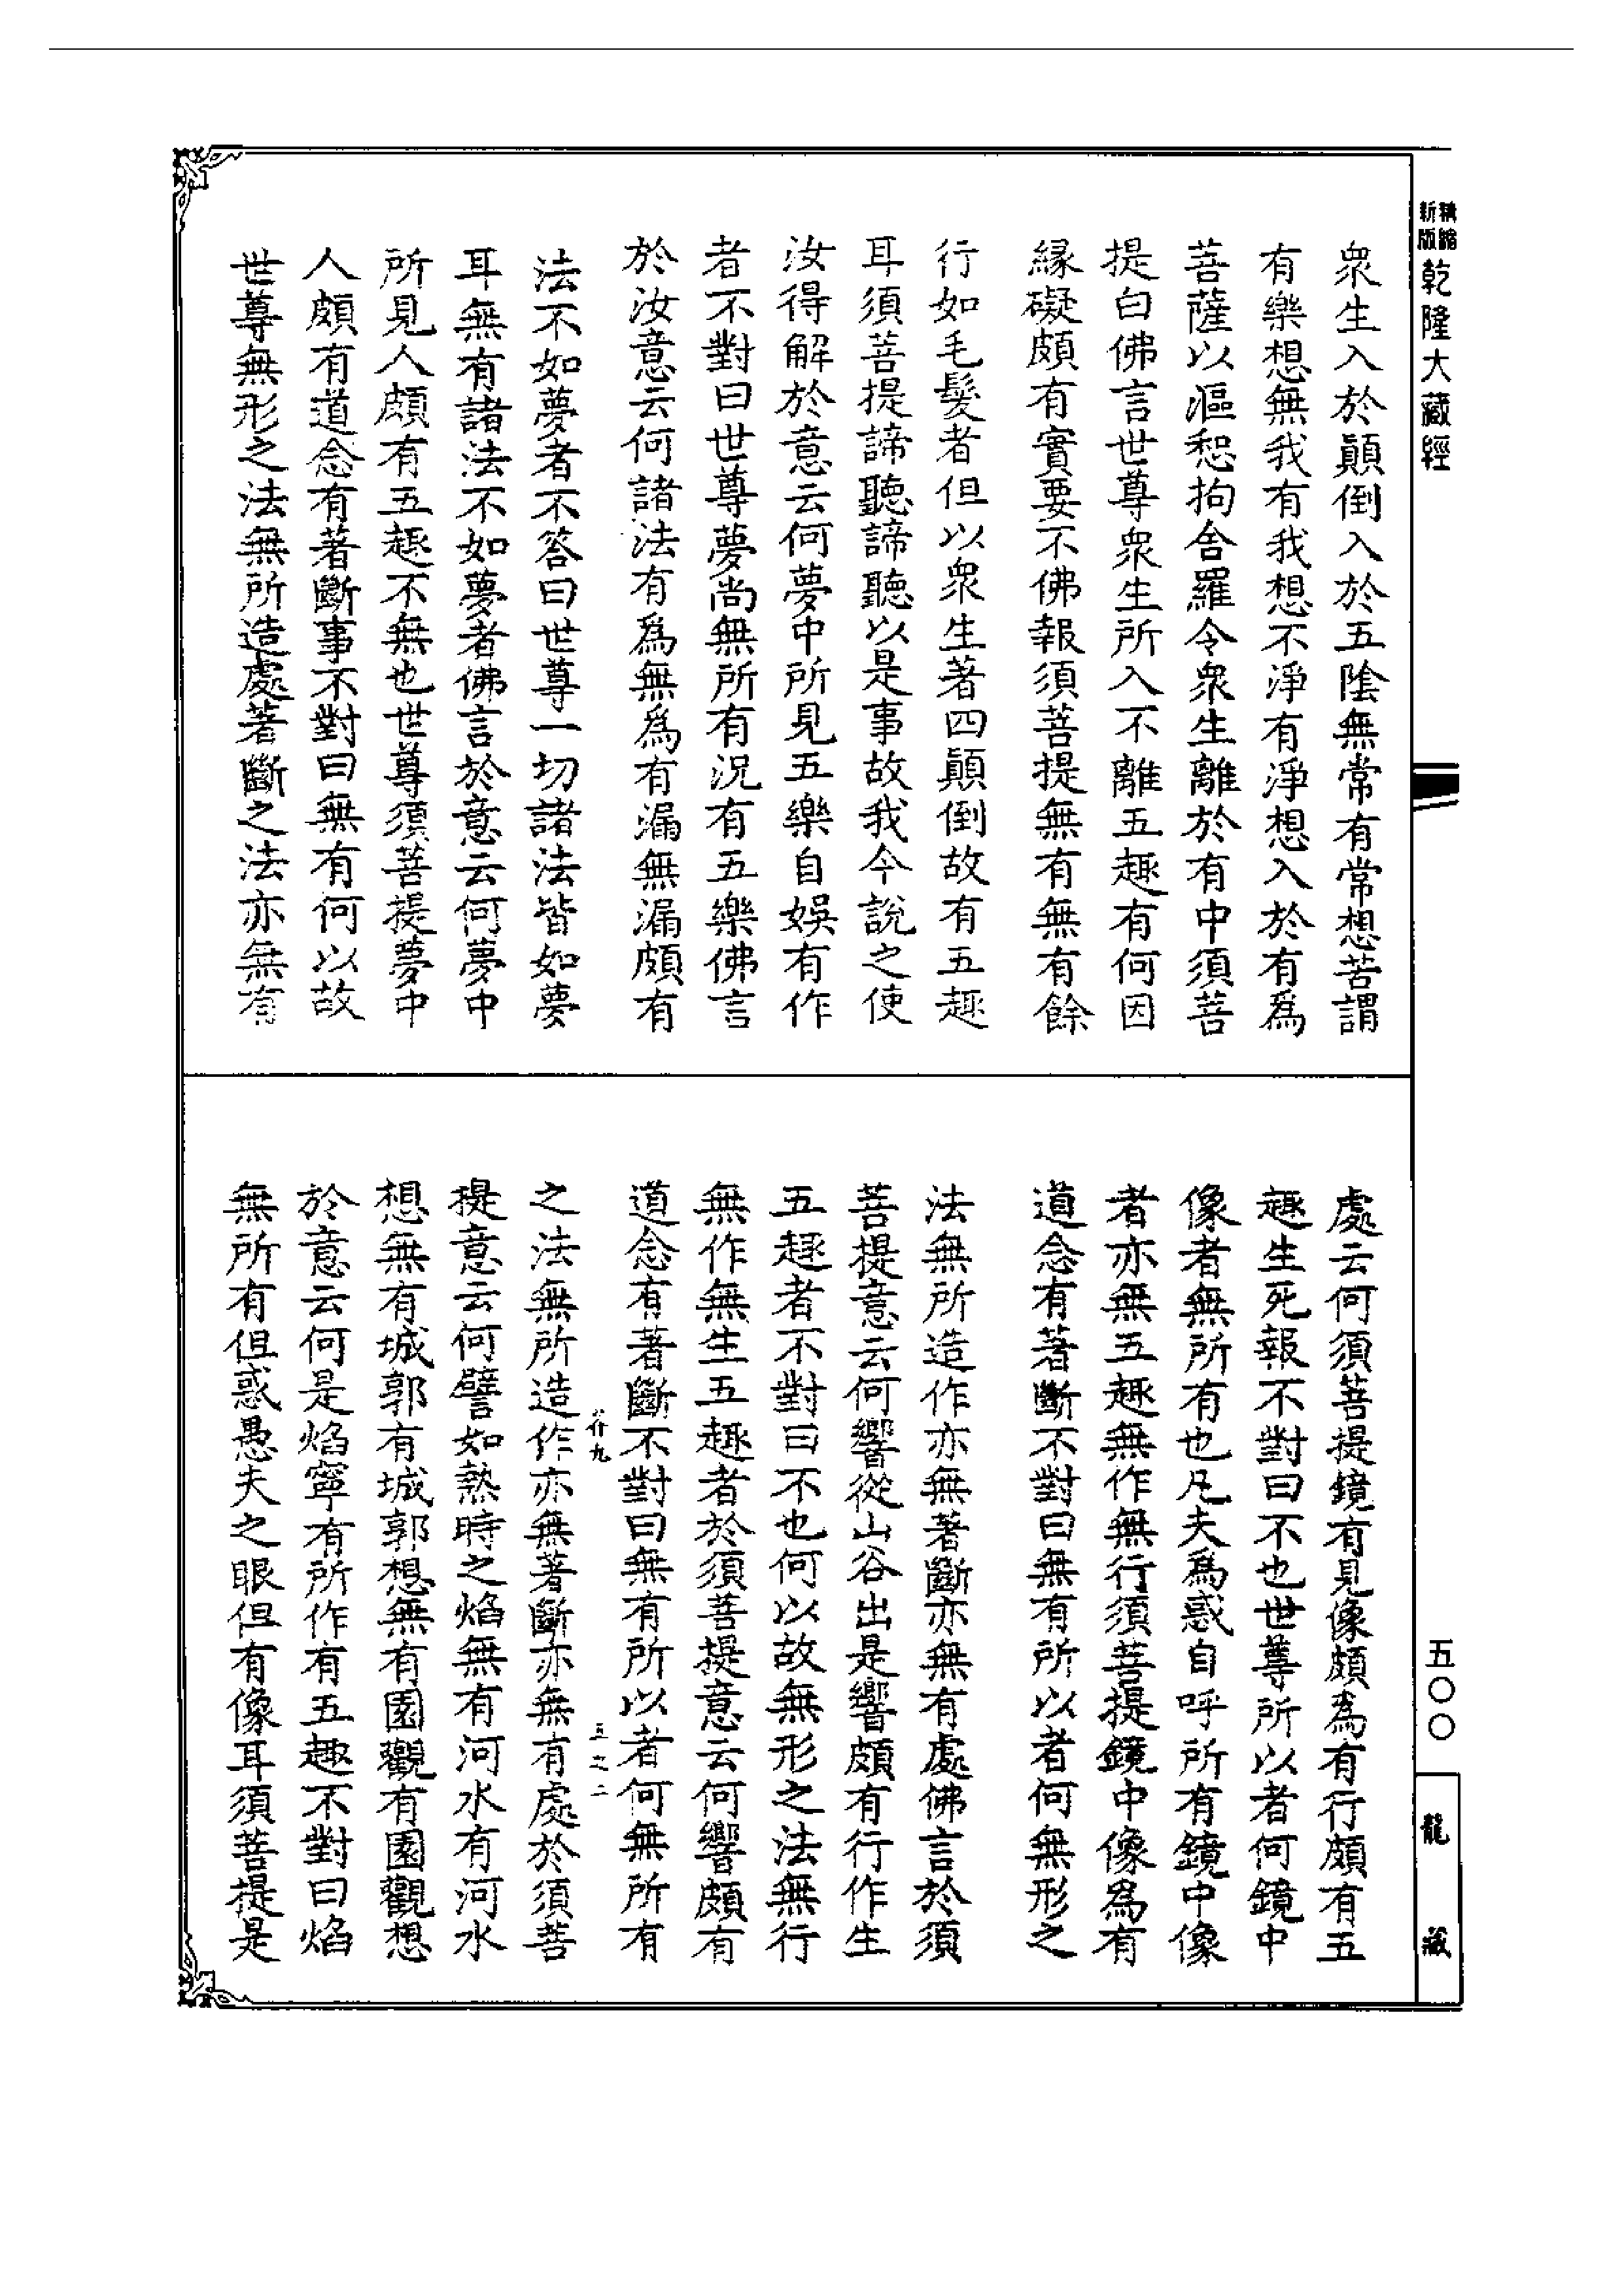 新版精縮乾隆大藏經
衆生入於顚倒入於五陰無常有常想苦謂
有樂想無我有我想不淨有淨想入於有爲
菩薩以漚惒拘舍羅令衆生離於有中須菩
提白佛言世尊衆生所入不離五趣有何因
緣礙頗有實要不佛報須菩提無有無有餘
行如毛髮者但以衆生著四顚倒故有五趣
耳須菩提諦聽諦聽以是事故我今說之使
汝得解於意云何夢中所見五樂自娛有作
者不對曰世尊夢尚無所有況有五樂佛言
於汝意云何諸法有爲無爲有漏無漏頗有
法不如夢者不答曰世尊一切諸法皆如夢
耳無有諸法不如夢者佛言於意云何夢中
所見人頗有五趣不無也世尊須菩提夢中
人頗有道念有著斷事不對曰無有何以故
世尊無形之法無所造處著斷之法亦無有
處云何須菩提鏡有見像頗爲有行頗有五
趣生死報不對曰不也世尊所以者何鏡中
像者無所有也凡夫爲惑自呼所有鏡中像
者亦無五趣無作無行須菩提鏡中像爲有
道念有著斷不對曰無有所以者何無形之
法無所造作亦無著斷亦無有處佛言於須
菩提意云何響從山谷出是響頗有行作生
五趣者不對曰不也何以故無形之法無行
無作無生五趣者於須菩提意云何響頗有
道念有著斷不對曰無有所以者何無所有
芥九 五之二
之法無所造作亦無著斷亦無有處於須菩
提意云何譬如熱時之焰無有河水有河水
想無有城郭有城郭想無有園觀有園觀想
於意云何是焰寧有所作有五趣不對曰焰
無所有但惑愚夫之眼但有像耳須菩提是
五〇〇
龍藏